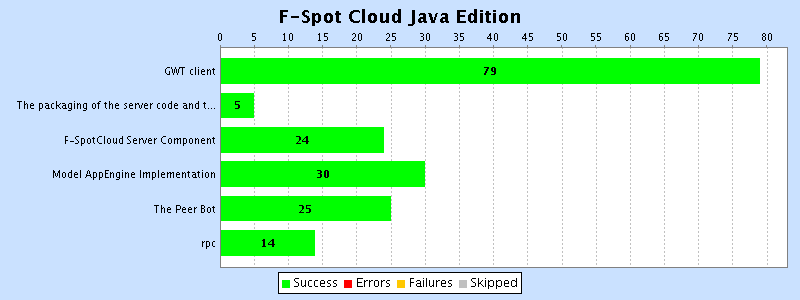 F-Spot Cloud Java Edition
0 5 10 15 20 25 30 35 40 45 50 55 60 65 70 75 80
GWT client 79
The packaging of the server code and t... 5
F-SpotCloud Server Component 24
Model AppEngine Implementation 30
The Peer Bot 25
rpc 14
Success Errors Failures Skipped